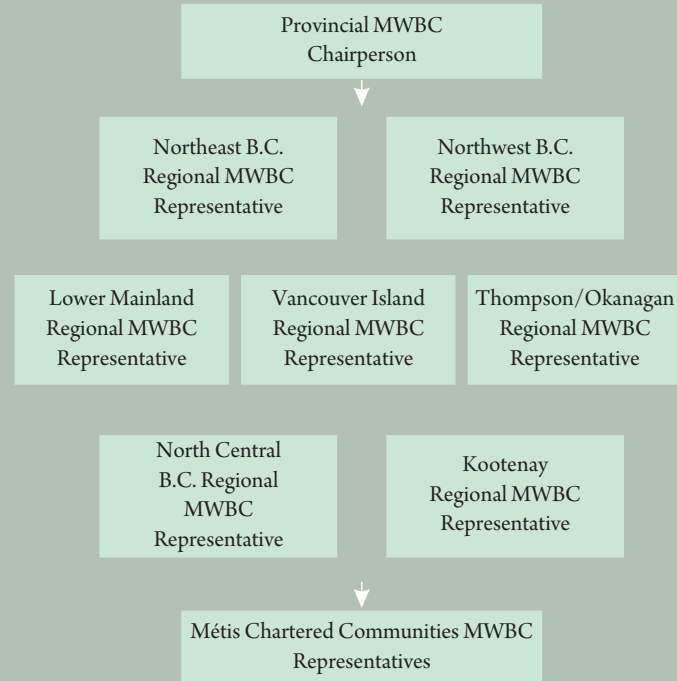 Provincial MWBC
Chairperson
Northeast B.C.
Regional MWBC
Representative
Northwest B.C.
Regional MWBC
Representative
Lower Mainland
Regional MWBC
Representative
Vancouver Island
Regional MWBC
Representative
Thompson/Okanagan
Regional MWBC
Representative
North Central
B.C. Regional
MWBC
Representative
Kootenay
Regional MWBC
Representative
Métis Chartered Communities MWBC
Representatives